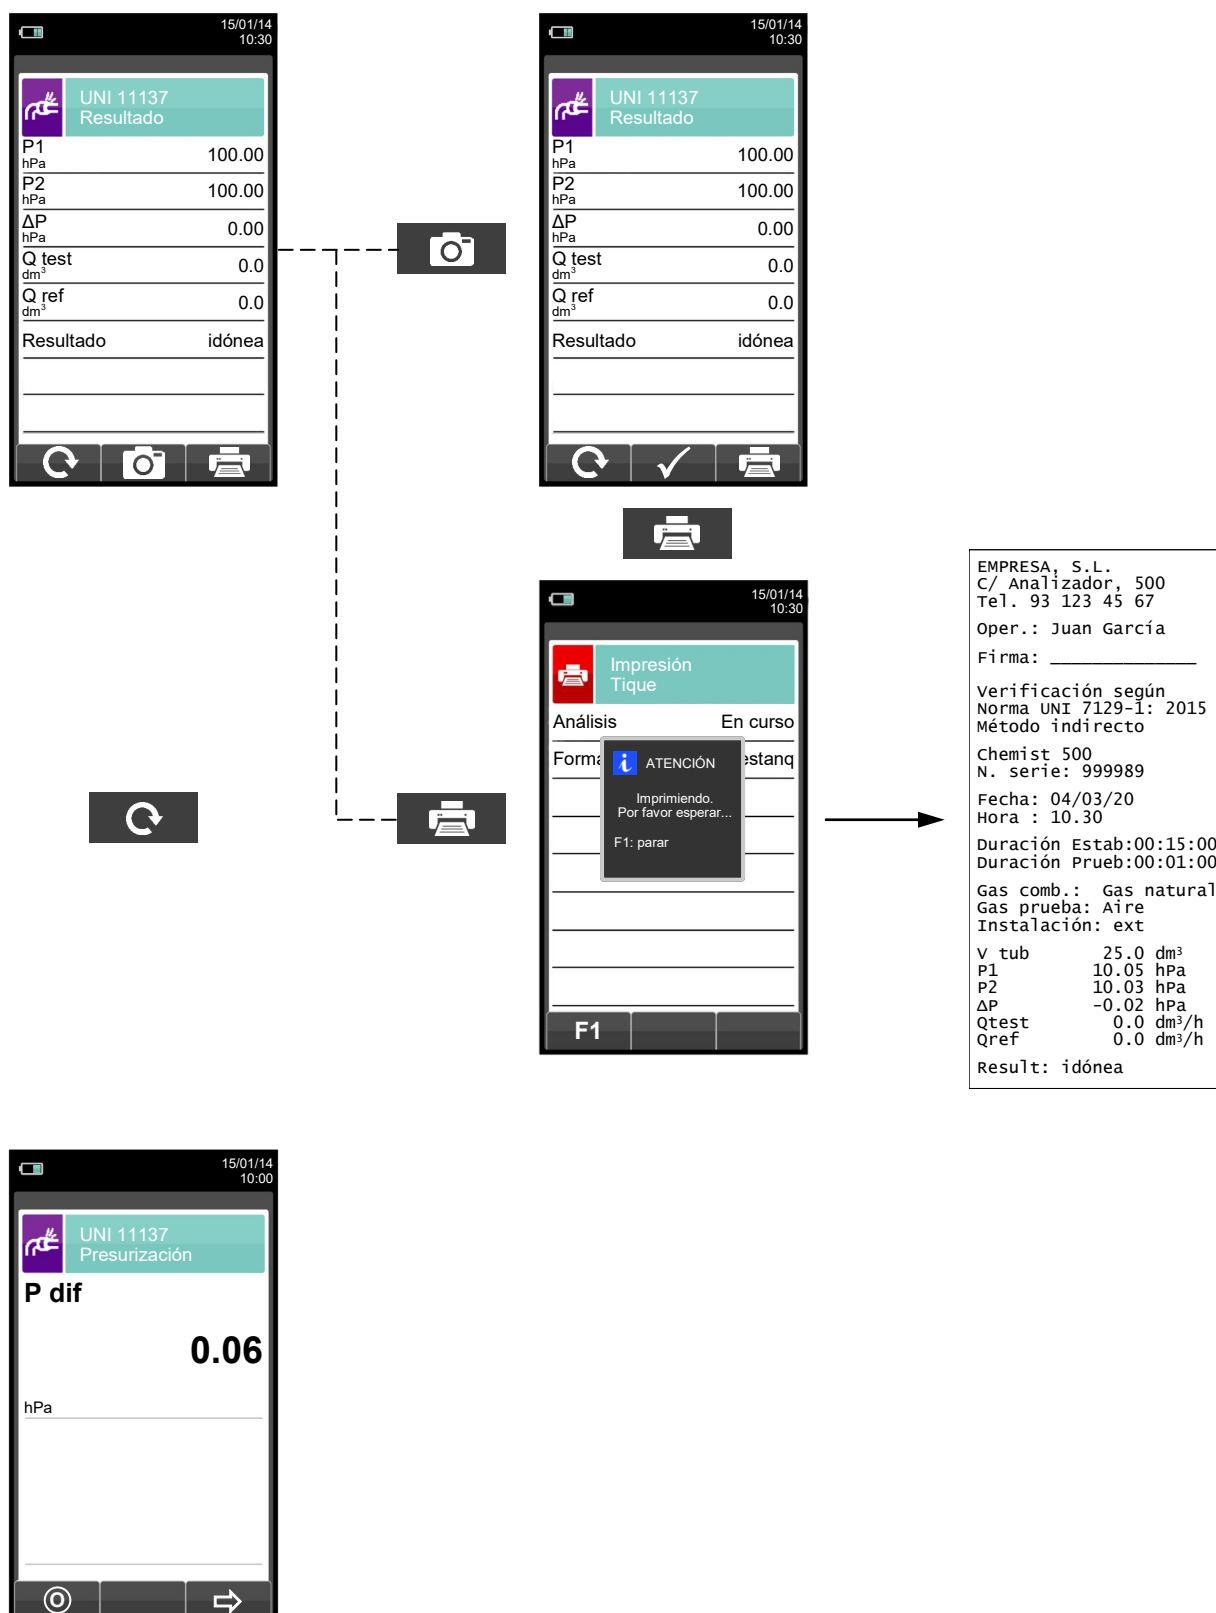 15/01/14
10:30
UNI 11137
Resultado
P1
hPa
100.00
P2
hPa
100.00
ΔP
hPa
0.00
Q test
dm³
0.0
Q ref
dm³
0.0
Resultado idónea
15/01/14
10:30
UNI 11137
Resultado
P1
hPa
100.00
P2
hPa
100.00
ΔP
hPa
0.00
Q test
dm³
0.0
Q ref
dm³
0.0
Resultado idónea
15/01/14
10:30
Impresión
Tique
Análisis En curso
Forma estanq
i ATENCIÓN
Imprimiendo.
Por favor esperar...
F1: parar
F1
EMPRESA, S.L.
C/ Analizador, 500
Tel. 93 123 45 67
Oper.: Juan García
Firma: ______________
Verificación según
Norma UNI 7129-1: 2015
Método indirecto
Chemist 500
N. serie: 999989
Fecha: 04/03/20
Hora : 10.30
Duración Estab:00:15:00
Duración Prueb:00:01:00
Gas comb.: Gas natural
Gas prueba: Aire
Instalación: ext
V tub 25.0 dm³
P1 10.05 hPa
P2 10.03 hPa
ΔP -0.02 hPa
Qtest 0.0 dm³/h
Qref 0.0 dm³/h
Result: idónea
15/01/14
10:00
UNI 11137
Presurización
P dif
0.06
hPa